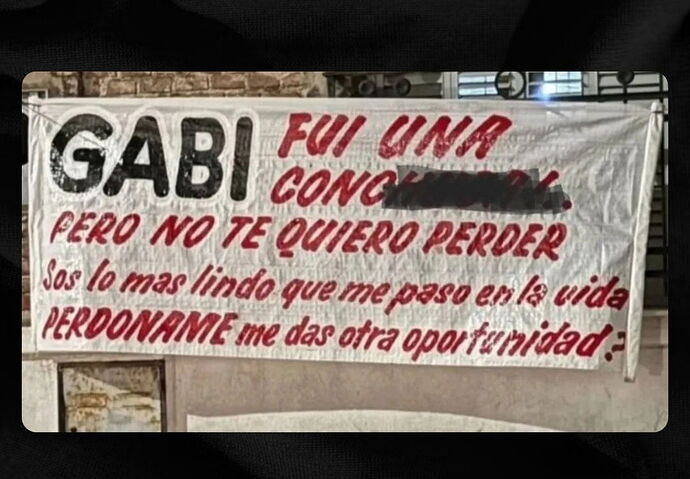 GABI FUI UNA
CONCH
PERO NO TE QUIERO PERDER
Sos lo mas lindo que me paso en la vida
PERDONAME me das otra oportunidad?